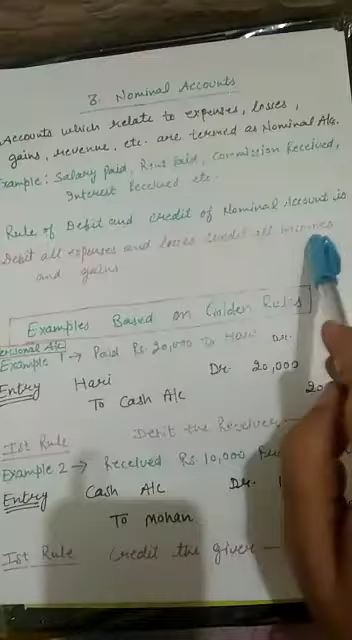 3. Nominal Accounts
Accounts which relate to expenses, losses,
gains, revenue, etc. are termed as Nominal A/c.
Example: Salary Paid, Rent Paid, Commission Received,
Interest Received etc.
Rule of Debit and Credit of Nominal Account is
Debit all expenses and losses credit all incomes
and gains
Examples Based on Golden Rules
Personal A/c
Example 1 → Paid Rs. 20,000 To Hari Dr.
Entry Hari Dr. 20,000
To Cash A/c 20
Ist Rule Debit the Receiver
Example 2 → Received Rs 10,000
Entry Cash A/c Dr.
To Mohan
Ist Rule Credit the giver